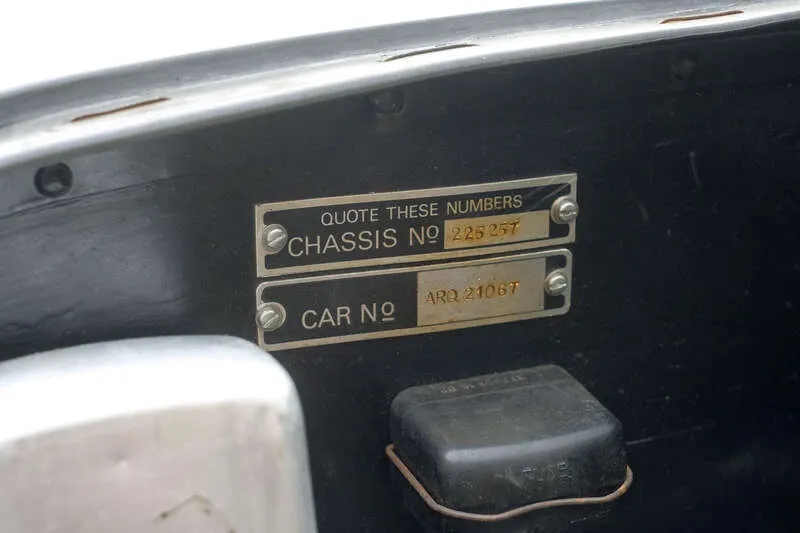 QUOTE THESE NUMBERS
CHASSIS Nº 225257
CAR Nº ARQ 21067